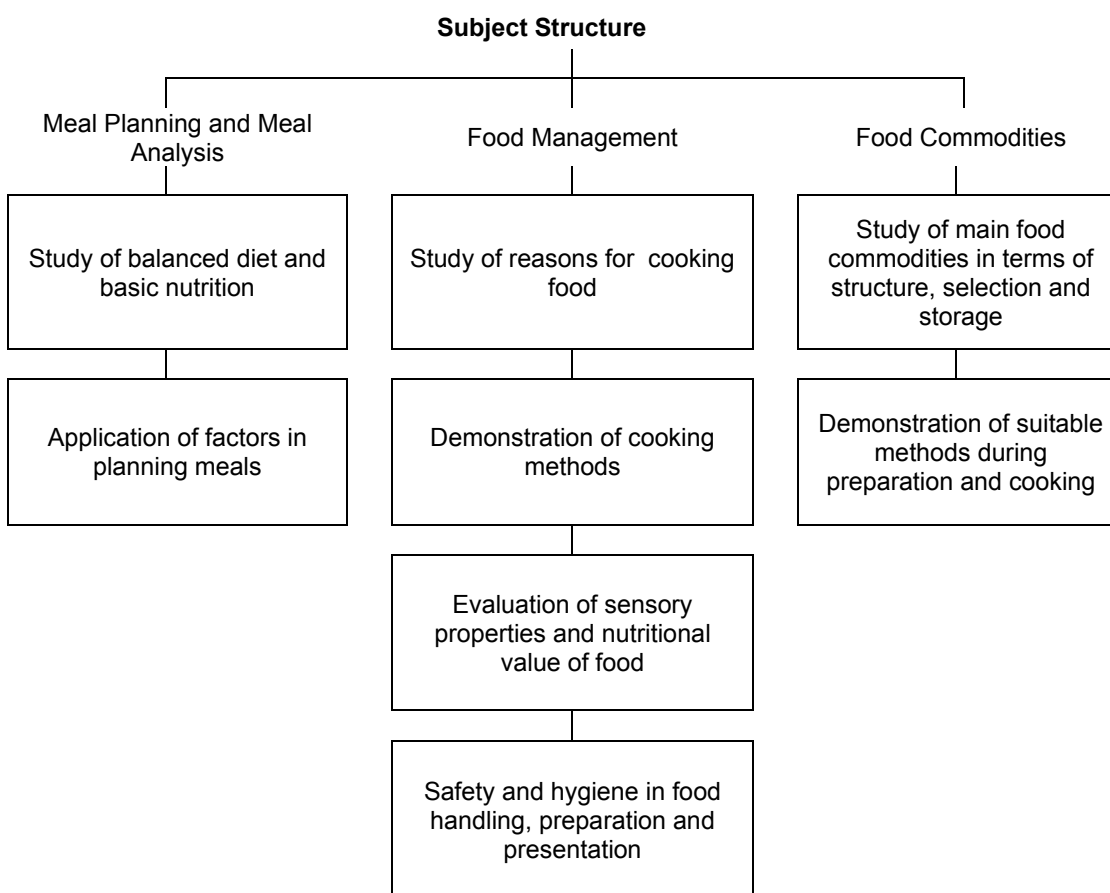 Subject Structure
Meal Planning and Meal
Analysis
Food Management
Food Commodities
Study of balanced diet and
basic nutrition
Study of reasons for cooking
food
Study of main food
commodities in terms of
structure, selection and
storage
Application of factors in
planning meals
Demonstration of cooking
methods
Demonstration of suitable
methods during
preparation and cooking
Evaluation of sensory
properties and nutritional
value of food
Safety and hygiene in food
handling, preparation and
presentation